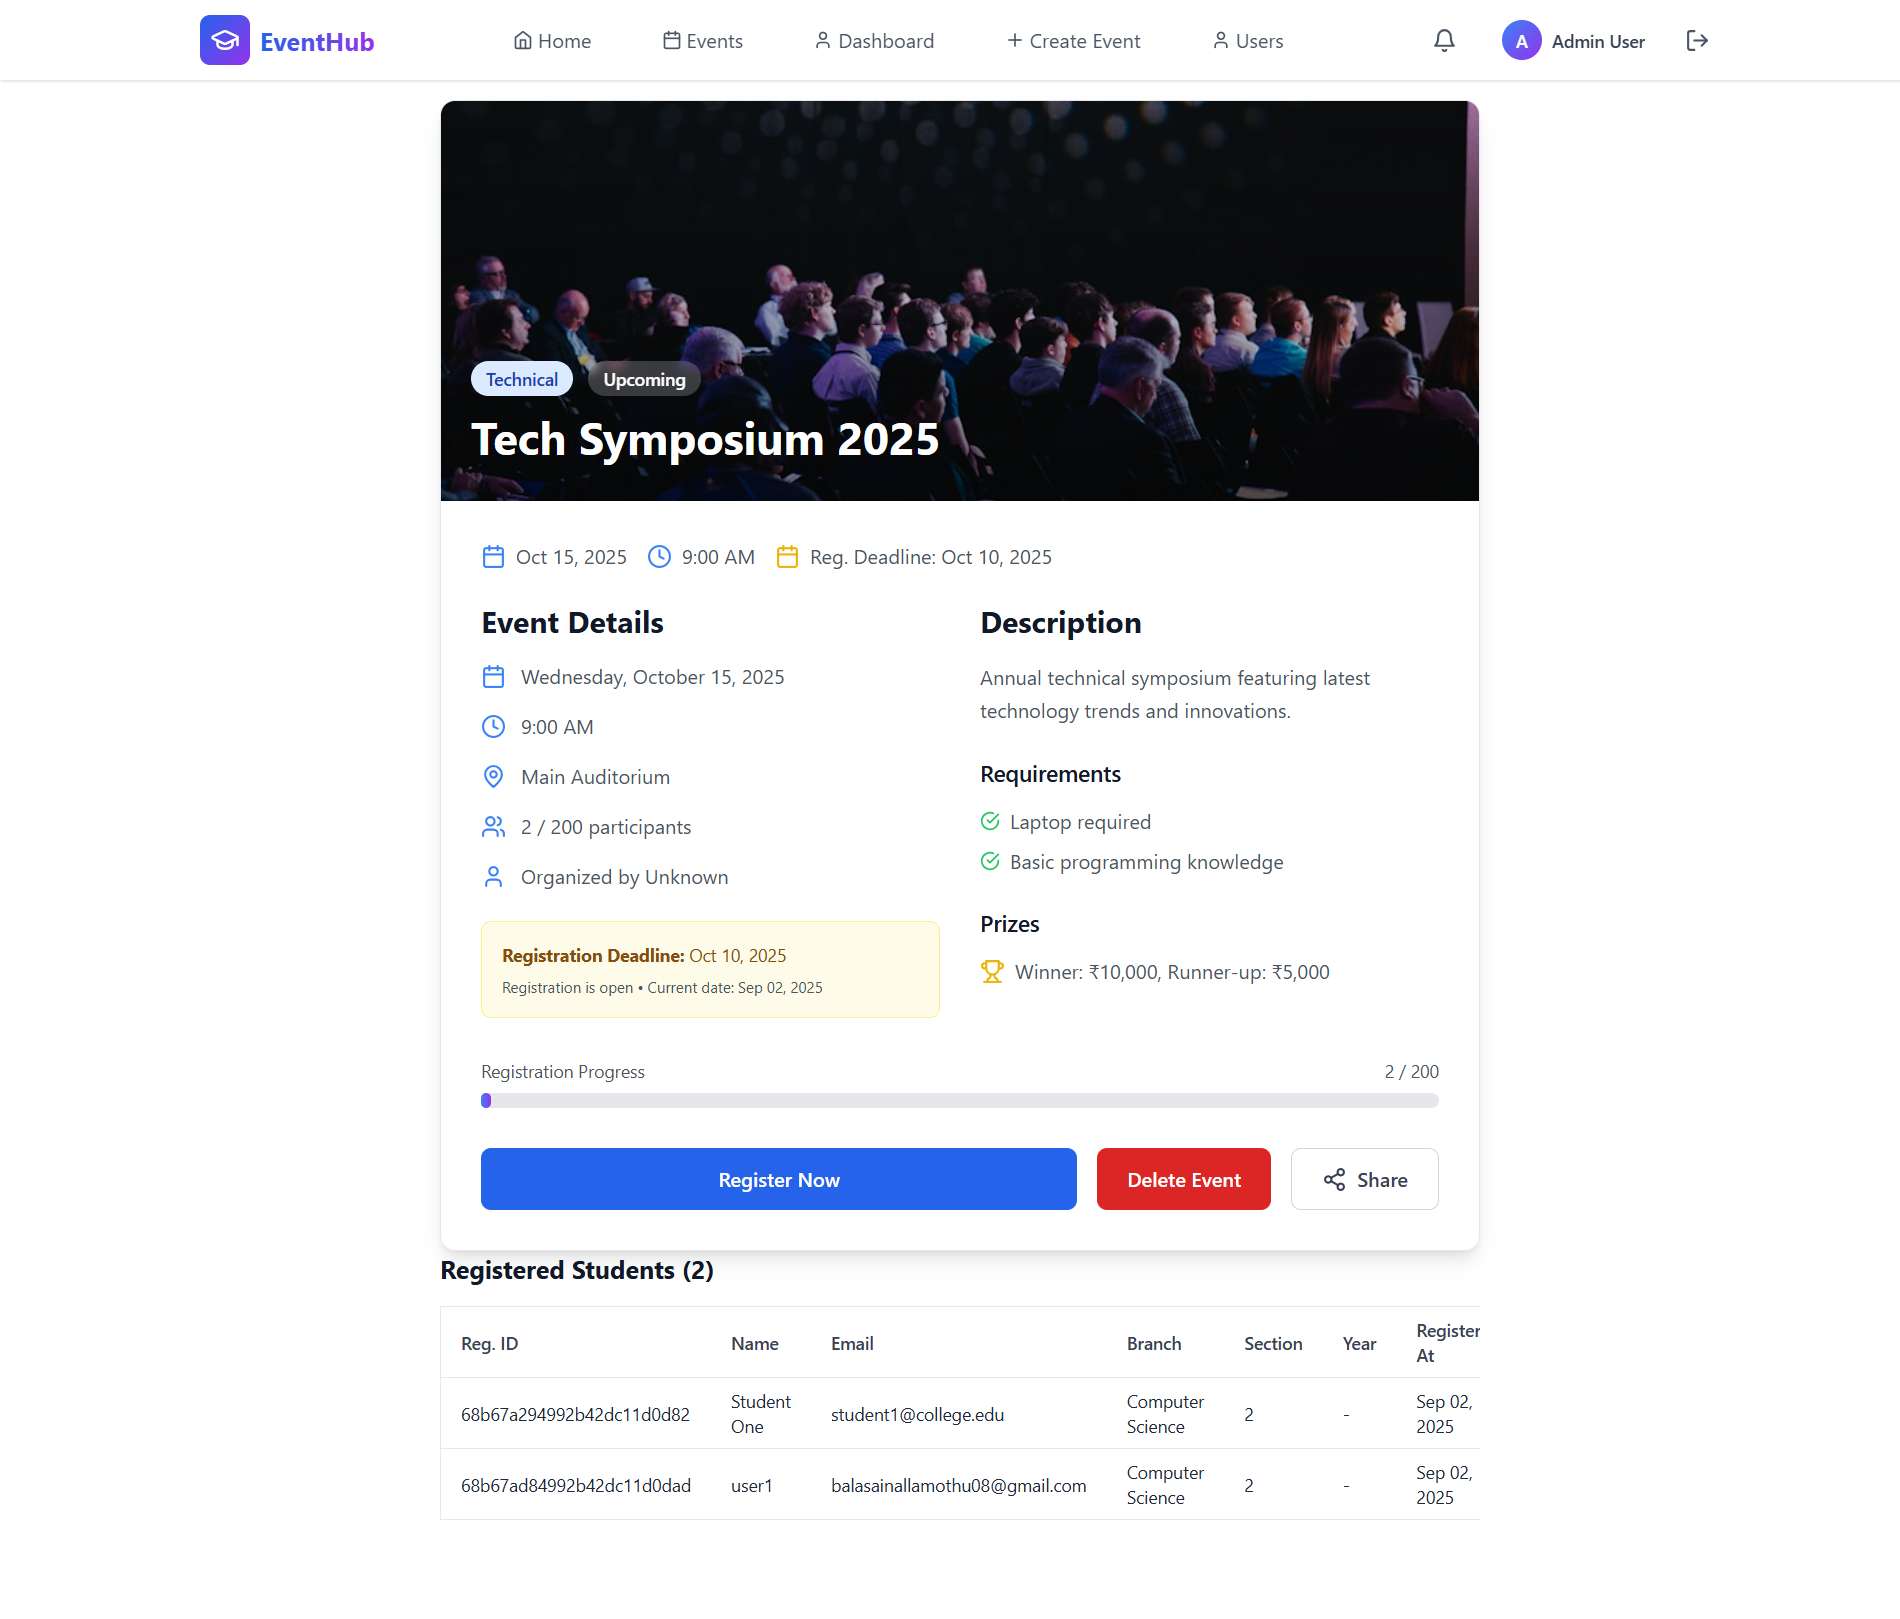 EventHub
Home
Events
Dashboard
Create Event
Users
A
Admin User
Technical
Upcoming
Tech Symposium 2025
Oct 15, 2025
9:00 AM
Reg. Deadline: Oct 10, 2025
Event Details
Wednesday, October 15, 2025
9:00 AM
Main Auditorium
2 / 200 participants
Organized by Unknown
Registration Deadline: Oct 10, 2025
Registration is open • Current date: Sep 02, 2025
Description
Annual technical symposium featuring latest
technology trends and innovations.
Requirements
Laptop required
Basic programming knowledge
Prizes
Winner: ₹10,000, Runner-up: ₹5,000
Registration Progress
2 / 200
Register Now
Delete Event
Share
Registered Students (2)
Reg. ID
Name
Email
Branch
Section
Year
Register
At
68b67a294992b42dc11d0d82
Student
One
student1@college.edu
Computer
Science
2
-
Sep 02,
2025
68b67ad84992b42dc11d0dad
user1
balasainallamothu08@gmail.com
Computer
Science
2
-
Sep 02,
2025